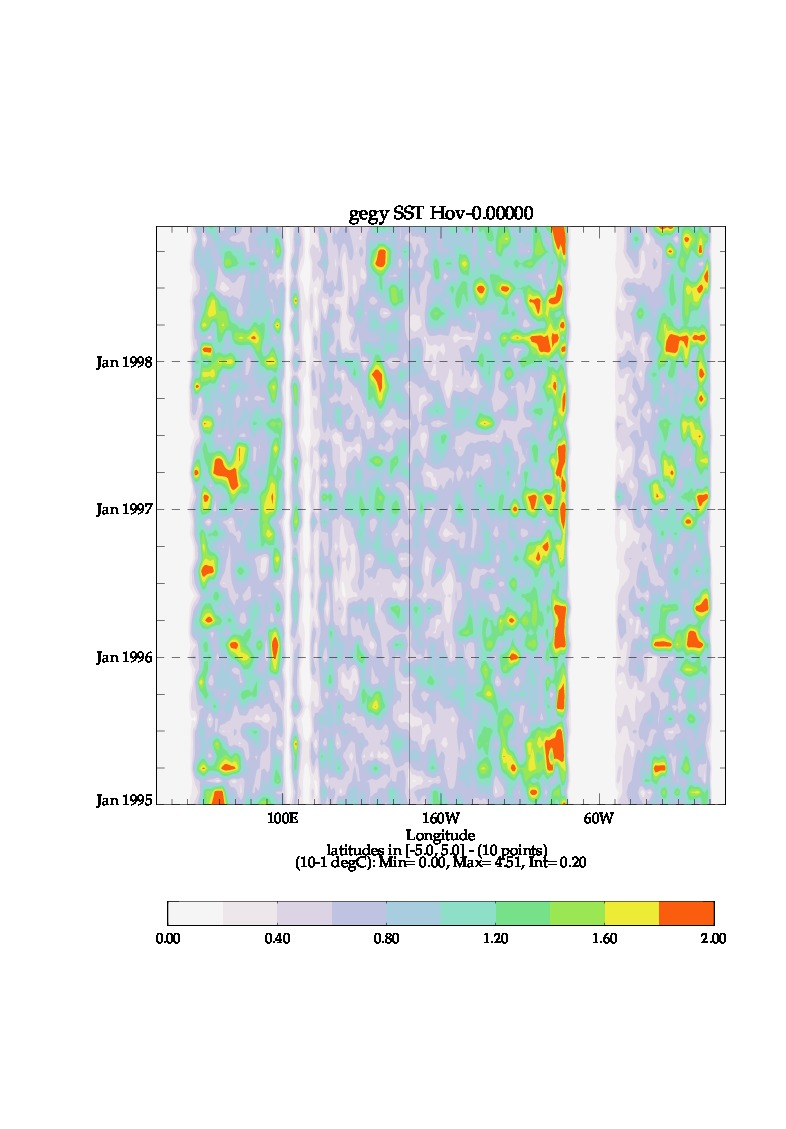 gegy SST Hov-0.00000
Jan 1998
Jan 1997
Jan 1996
Jan 1995
100E 160W 60W
Longitude
latitudes in [-5.0, 5.0] - (10 points)
(10-1 degC): Min= 0.00, Max= 4.51, Int= 0.20
0.00 0.40 0.80 1.20 1.60 2.00